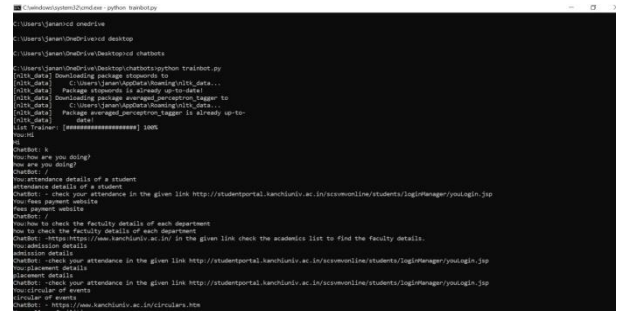 C:\windows\system32\cmd.exe - python trainbot.py
C:\Users\janan>cd onedrive
C:\Users\janan\OneDrive>cd desktop
C:\Users\janan\OneDrive\Desktop>cd chatbots
C:\Users\janan\OneDrive\Desktop\chatbots>python trainbot.py
[nltk_data] Downloading package stopwords to
[nltk_data]     C:\Users\janan\AppData\Roaming\nltk_data...
[nltk_data]   Package stopwords is already up-to-date!
[nltk_data] Downloading package averaged_perceptron_tagger to
[nltk_data]     C:\Users\janan\AppData\Roaming\nltk_data...
[nltk_data]   Package averaged_perceptron_tagger is already up-to-
[nltk_data]       date!
List Trainer: [####################] 100%
You:Hi
Hi
ChatBot: k
You:how are you doing?
how are you doing?
ChatBot: /
You:attendance details of a student
attendance details of a student
ChatBot: - check your attendance in the given link http://studentportal.kanchiuniv.ac.in/scsvmvonline/students/loginManager/youLogin.jsp
You:fees payment website
fees payment website
ChatBot: /
You:how to check the factulty details of each department
how to check the factulty details of each department
ChatBot: -https:https://www.kanchiuniv.ac.in/ in the given link check the academics list to find the faculty details.
You:admission details
admission details
ChatBot: -check your attendance in the given link http://studentportal.kanchiuniv.ac.in/scsvmvonline/students/loginManager/youLogin.jsp
You:placement details
placement details
ChatBot: -check your attendance in the given link http://studentportal.kanchiuniv.ac.in/scsvmvonline/students/loginManager/youLogin.jsp
You:circular of events
circular of events
ChatBot: - https://www.kanchiuniv.ac.in/circulars.htm